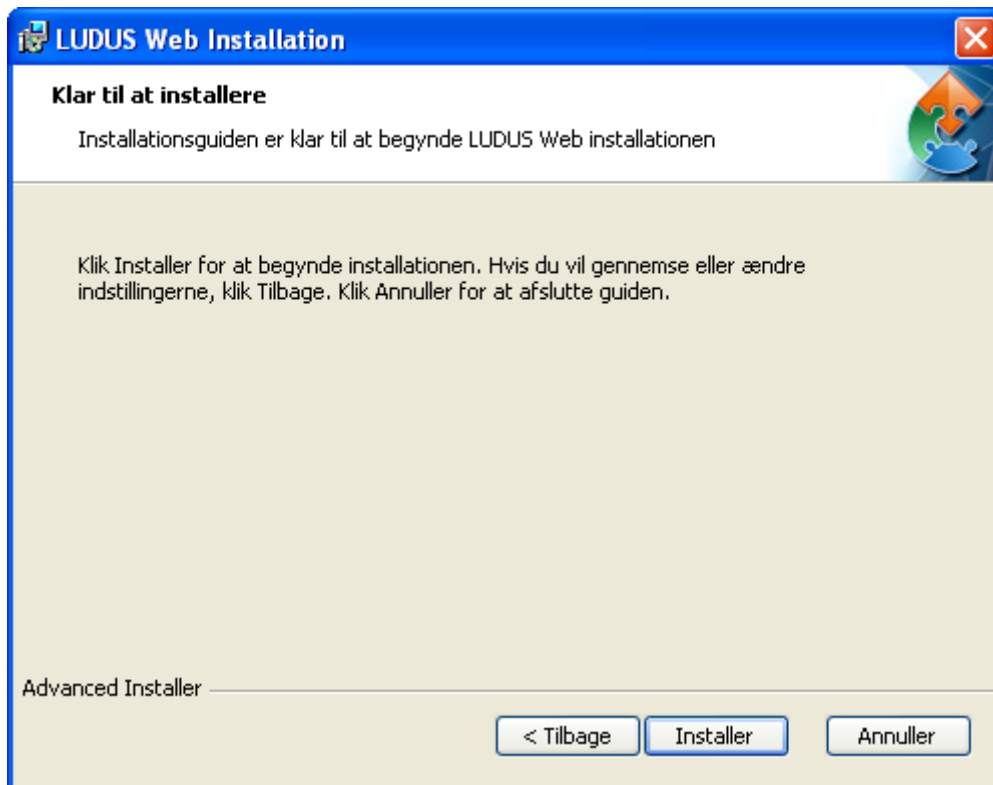 LUDUS Web Installation
Klar til at installere
Installationsguiden er klar til at begynde LUDUS Web installationen
Klik Installer for at begynde installationen. Hvis du vil gennemse eller ændre
indstillingerne, klik Tilbage. Klik Annuller for at afslutte guiden.
Advanced Installer
< Tilbage
Installer
Annuller